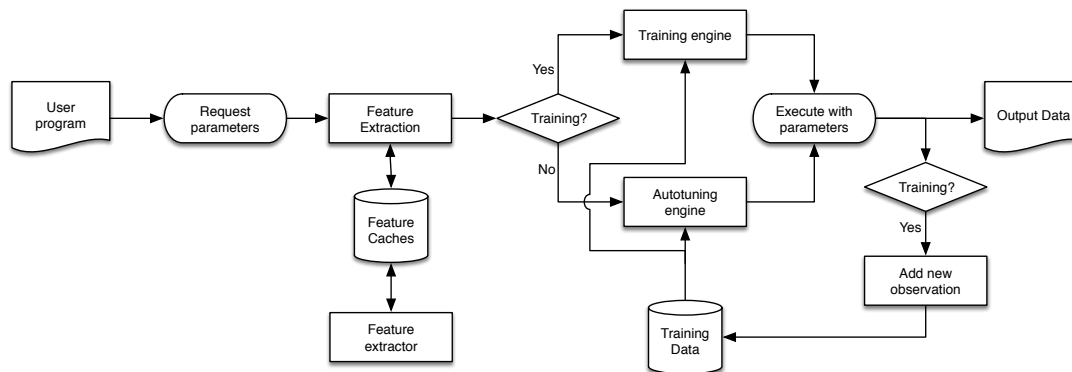 User
program
Request
parameters
Feature
Extraction
Training?
Yes
No
Training engine
Autotuning
engine
Execute with
parameters
Output Data
Training?
Yes
Add new
observation
Feature
Caches
Feature
extractor
Training
Data